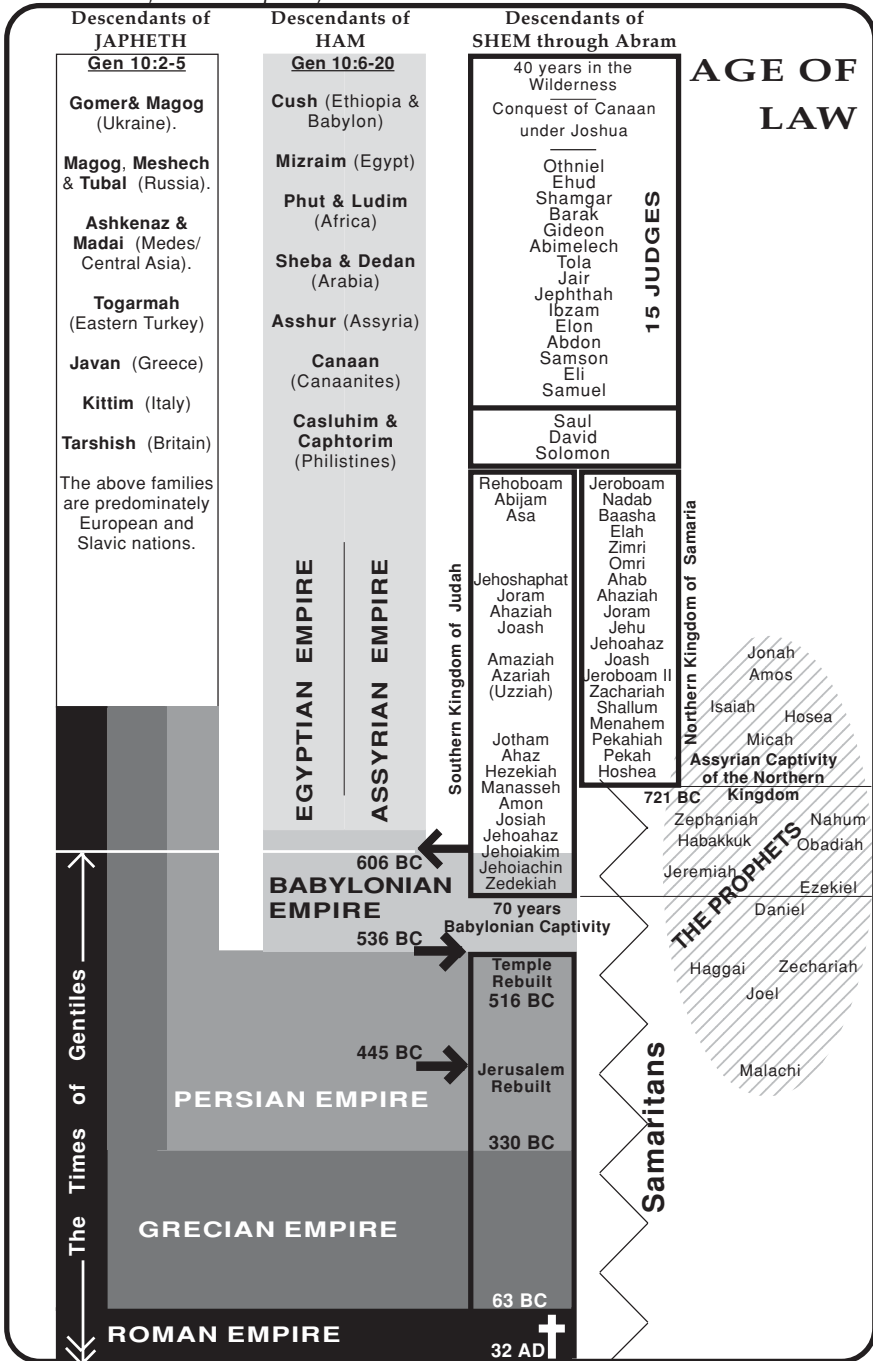 Descendants of
JAPHETH
Gen 10:2-5
Gomer& Magog
(Ukraine).
Magog, Meshech
& Tubal (Russia).
Ashkenaz &
Madai (Medes/
Central Asia).
Togarmah
(Eastern Turkey)
Javan (Greece)
Kittim (Italy)
Tarshish (Britain)
The above families
are predominately
European and
Slavic nations.
Descendants of
HAM
Gen 10:6-20
Cush (Ethiopia &
Babylon)
Mizraim (Egypt)
Phut & Ludim
(Africa)
Sheba & Dedan
(Arabia)
Asshur (Assyria)
Canaan
(Canaanites)
Casluhim &
Caphtorim
(Philistines)
EGYPTIAN EMPIRE
ASSYRIAN EMPIRE
Descendants of
SHEM through Abram
40 years in the
Wilderness
Conquest of Canaan
under Joshua
Othniel
Ehud
Shamgar
Barak
Gideon
Abimelech
Tola
Jair
Jephthah
Ibzam
Elon
Abdon
Samson
Eli
Samuel
15 JUDGES
Saul
David
Solomon
AGE OF
LAW
Southern Kingdom of Judah
Rehoboam
Abijam
Asa
Jehoshaphat
Joram
Ahaziah
Joash
Amaziah
Azariah
(Uzziah)
Jotham
Ahaz
Hezekiah
Manasseh
Amon
Josiah
Jehoahaz
Jehoiakim
Jehoiachin
Zedekiah
Jeroboam
Nadab
Baasha
Elah
Zimri
Omri
Ahab
Ahaziah
Joram
Jehu
Jehoahaz
Joash
Jeroboam II
Zachariah
Shallum
Menahem
Pekahiah
Pekah
Hoshea
Northern Kingdom of Samaria
Jonah
Amos
Isaiah
Hosea
Micah
Assyrian Captivity
of the Northern
Kingdom
721 BC
Zephaniah
Nahum
Habakkuk
Obadiah
Jeremiah
THE PROPHETS
Ezekiel
Daniel
Haggai
Zechariah
Joel
Malachi
606 BC
BABYLONIAN
EMPIRE
70 years
Babylonian Captivity
536 BC
Temple
Rebuilt
516 BC
445 BC
Jerusalem
Rebuilt
PERSIAN EMPIRE
330 BC
Samaritans
The Times of Gentiles
GRECIAN EMPIRE
63 BC
ROMAN EMPIRE
32 AD